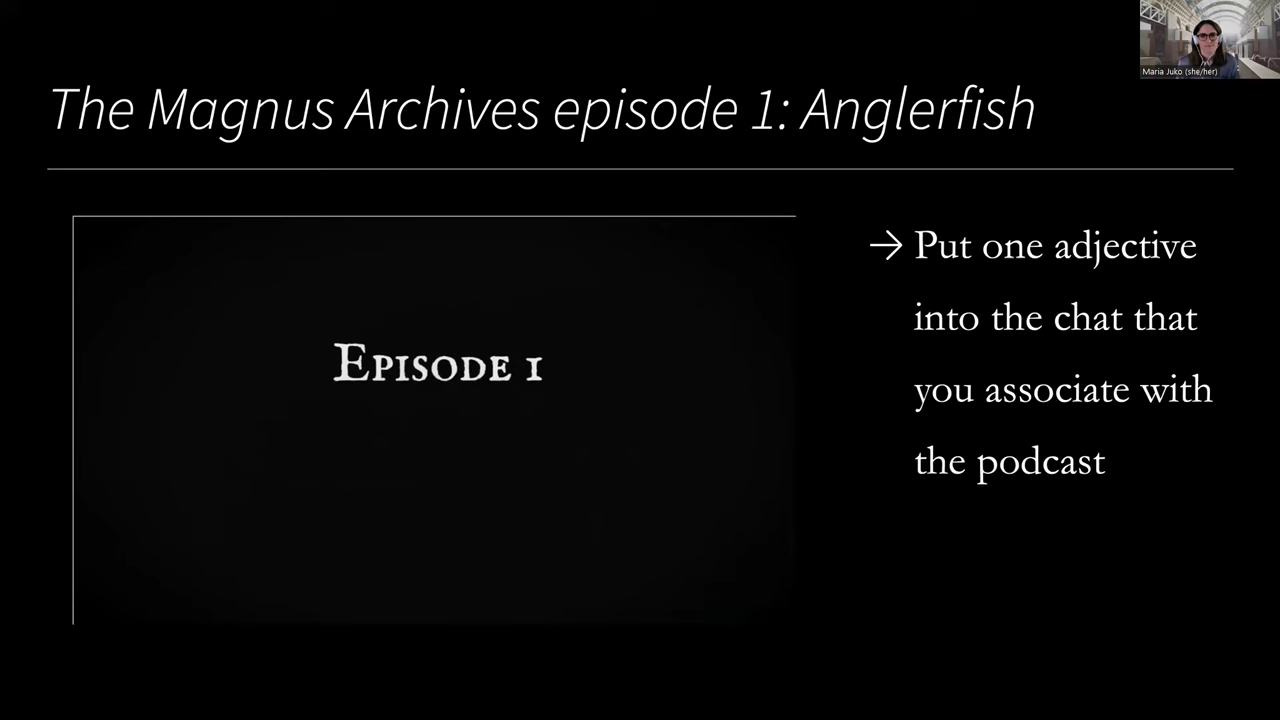 Maria Juko (she/her)
The Magnus Archives episode 1: Anglerfish
EPISODE 1
→ Put one adjective
into the chat that
you associate with
the podcast